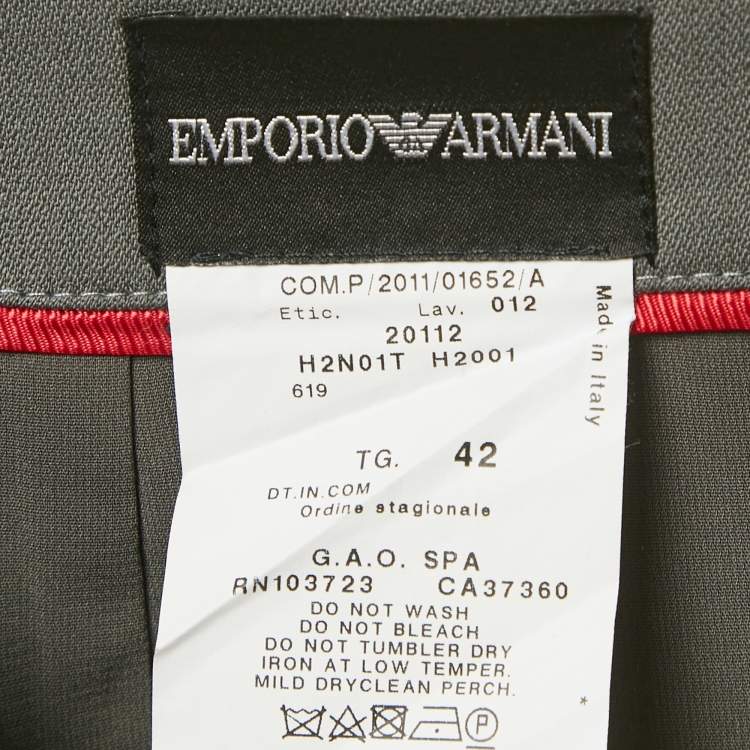 EMPORIO ARMANI
COM.P/2011/01652/A
Etic. Lav. 012
20112
H2N01T H2001
619
Made in Italy
TG. 42
DT.IN.COM
Ordine stagionale
G.A.O. SPA
RN103723 CA37360
DO NOT WASH
DO NOT BLEACH
DO NOT TUMBLER DRY
IRON AT LOW TEMPER.
MILD DRYCLEAN PERCH.
*
P